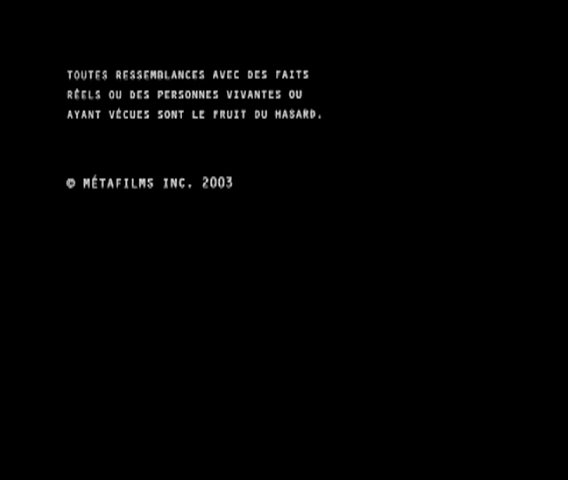 TOUTES RESSEMBLANCES AVEC DES FAITS
RÉELS OU DES PERSONNES VIVANTES OU
AYANT VÉCUES SONT LE FRUIT DU HASARD.
© MÉTAFILMS INC. 2003